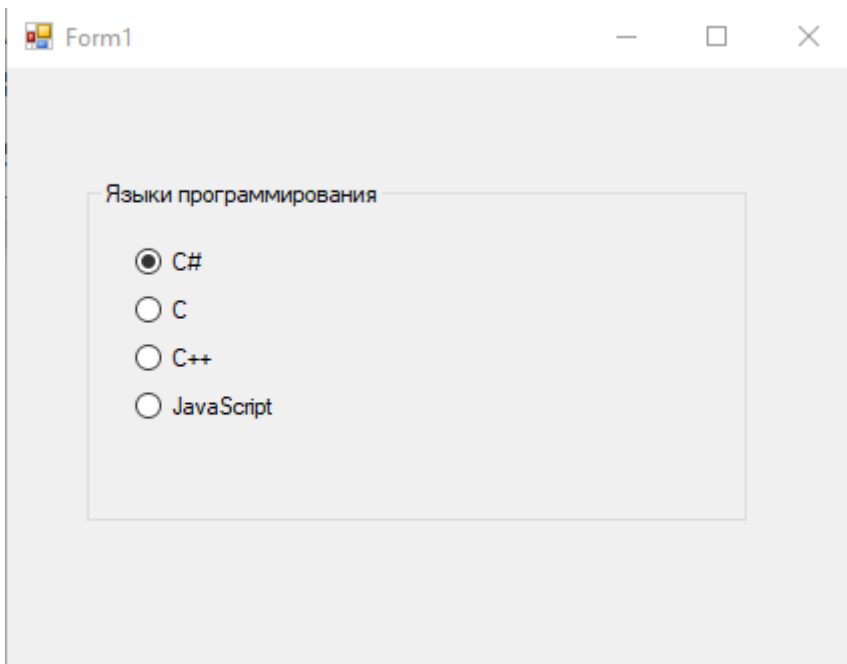 Form1
Языки программирования
C#
C
C++
JavaScript